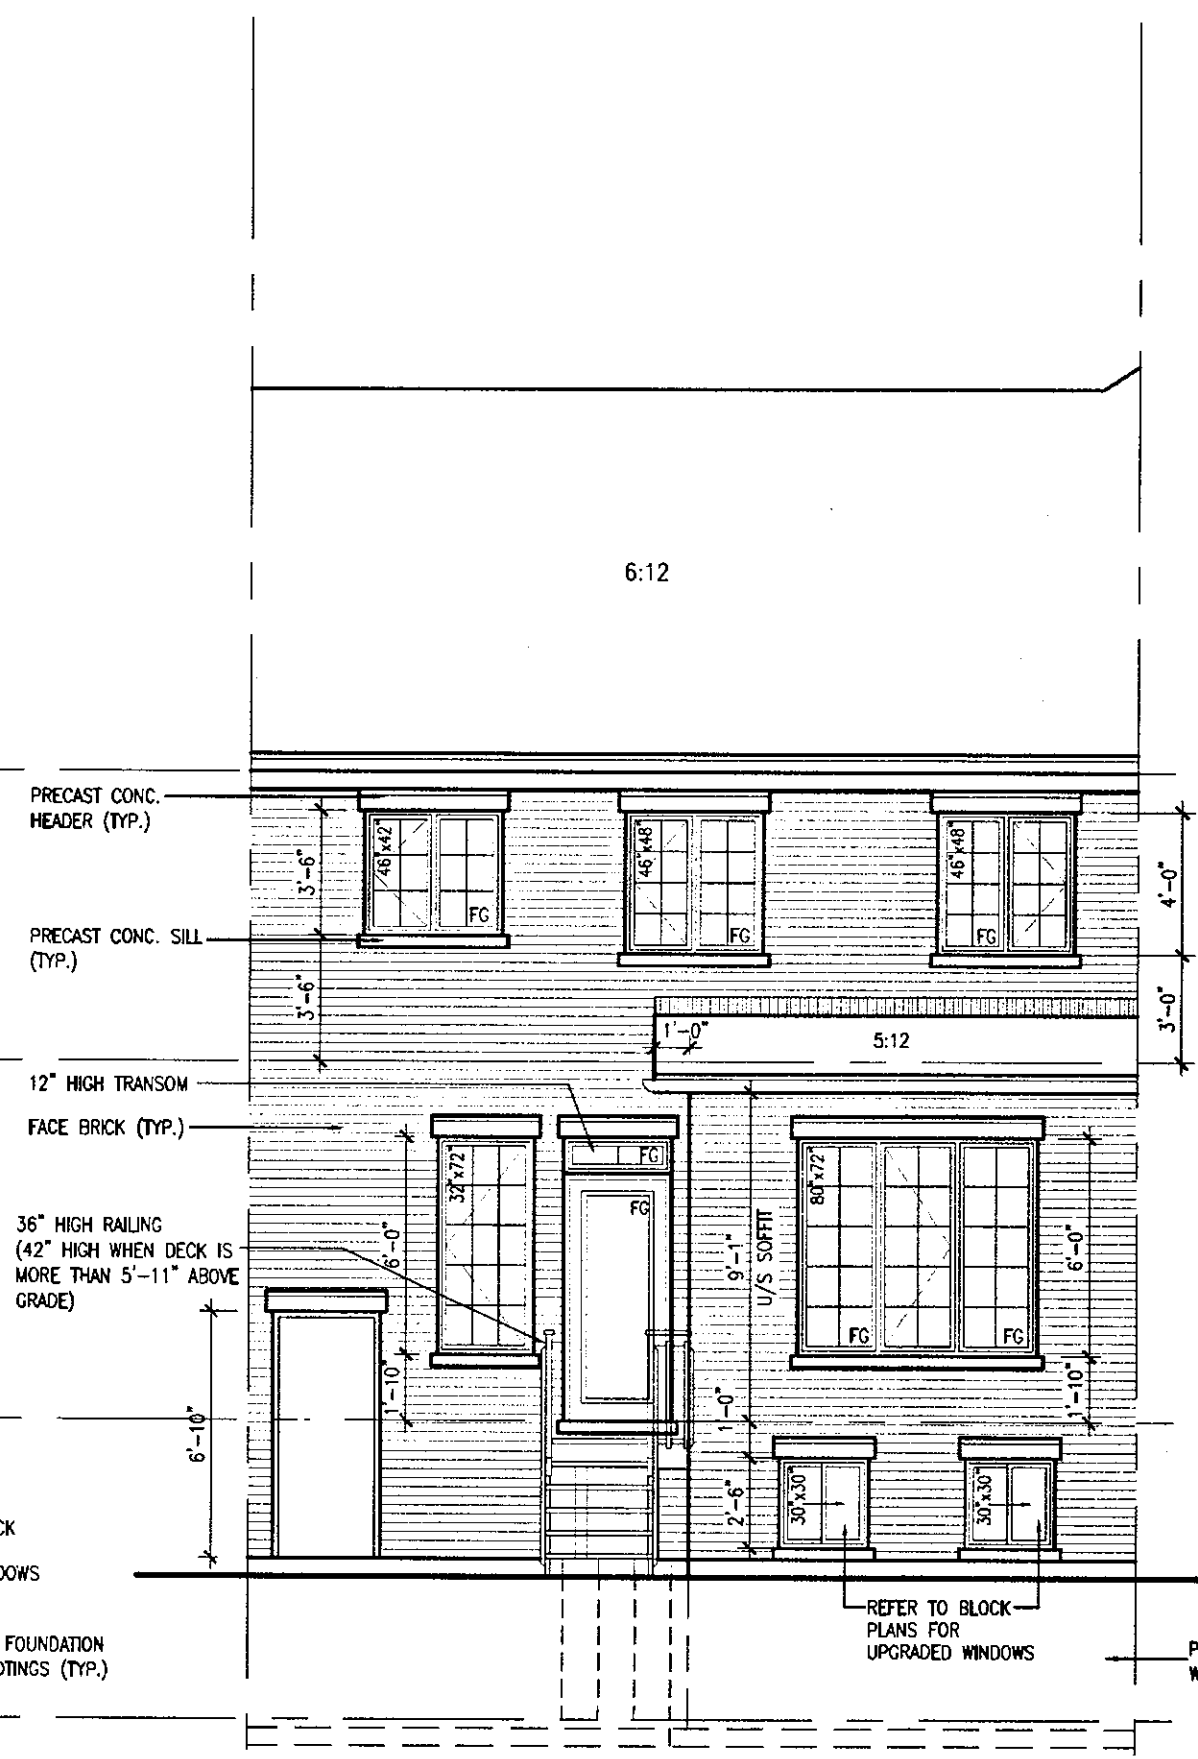 6:12
PRECAST CONC.
HEADER (TYP.)
46"x42"
46"x48"
46"x48"
3'-6"
4'-0"
FG
FG
FG
PRECAST CONC. SILL
(TYP.)
3'-6"
3'-0"
1'-0"
5:12
12" HIGH TRANSOM
FACE BRICK (TYP.)
FG
32"x72"
80"x72"
FG
36" HIGH RAILING
(42" HIGH WHEN DECK IS
MORE THAN 5'-11" ABOVE
GRADE)
6'-0"
9'-1"
U/S SOFFIT
6'-0"
FG
FG
1'-10"
1'-10"
6'-10"
1'-0"
2'-6"
30"x30"
30"x30"
CK
DOWS
REFER TO BLOCK
PLANS FOR
UPGRADED WINDOWS
FOUNDATION
OTINGS (TYP.)
P
W